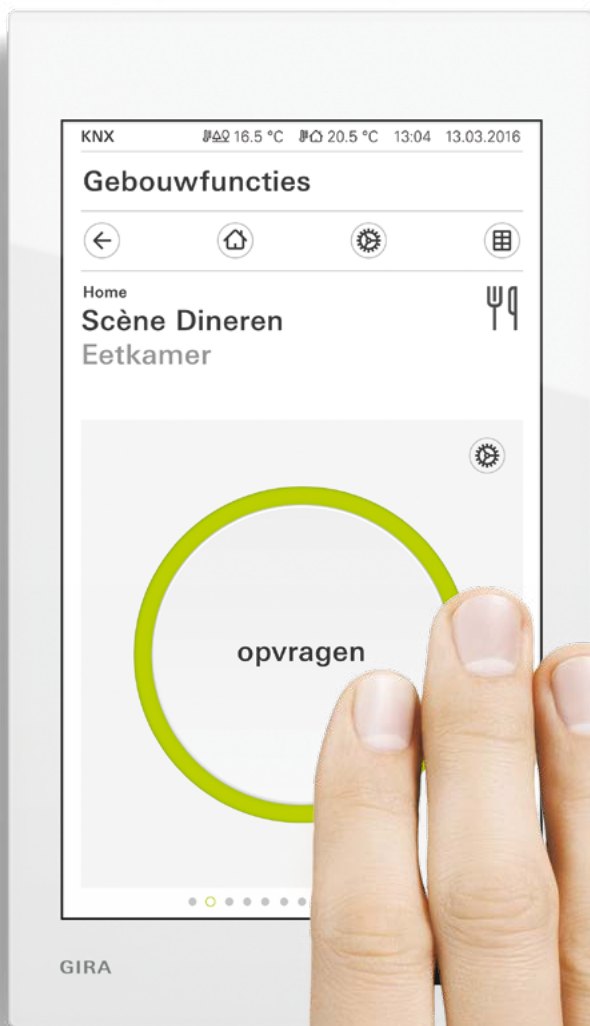 KNX 16.5 °C 20.5 °C 13:04 13.03.2016
Gebouwfuncties
Home
Scène Dineren
Eetkamer
opvragen
GIRA